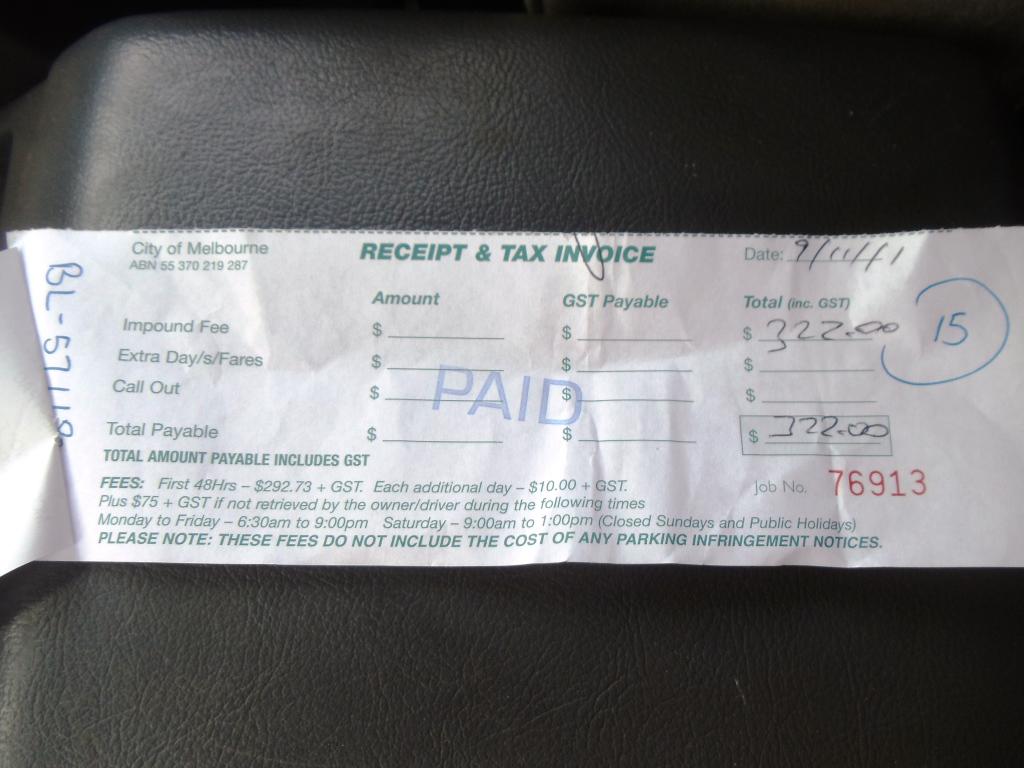 City of Melbourne
ABN 55 370 219 287
RECEIPT & TAX INVOICE
Date: 9/11/11
Amount GST Payable Total (inc. GST)
Impound Fee $ $ $ 322.00
15
Extra Day/s/Fares $ $ $
Call Out $ $ $
PAID
Total Payable $ $ $ 322.00
TOTAL AMOUNT PAYABLE INCLUDES GST
FEES: First 48Hrs – $292.73 + GST. Each additional day – $10.00 + GST.
Job No. 76913
Plus $75 + GST if not retrieved by the owner/driver during the following times
Monday to Friday – 6:30am to 9:00pm Saturday – 9:00am to 1:00pm (Closed Sundays and Public Holidays)
PLEASE NOTE: THESE FEES DO NOT INCLUDE THE COST OF ANY PARKING INFRINGEMENT NOTICES.